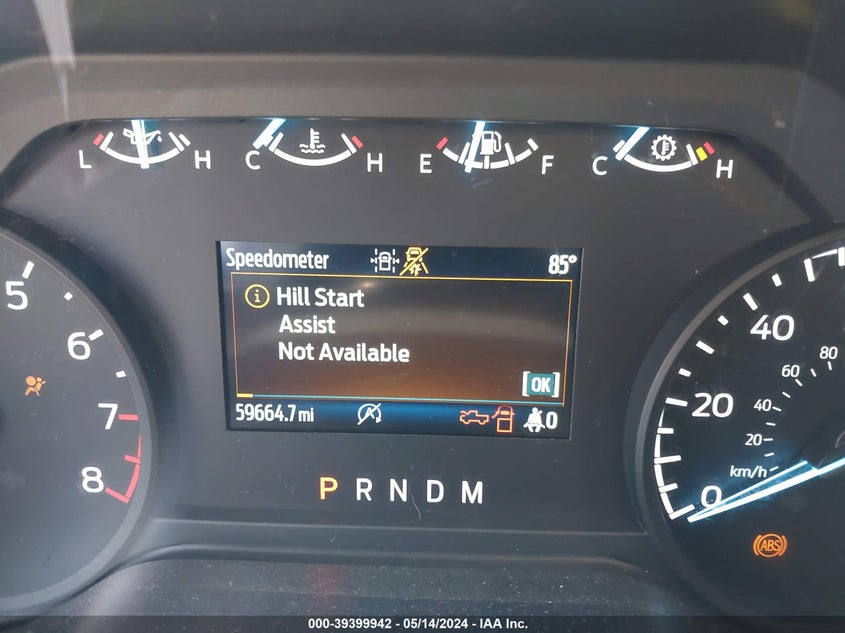 L H C H E F C H
Speedometer 85°
i Hill Start
Assist
Not Available
[OK]
59664.7 mi 0
P R N D M
5
6
7
8
40
20
0
80
60
40
20
km/h
ABS
000-39399942 - 05/14/2024 - IAA Inc.